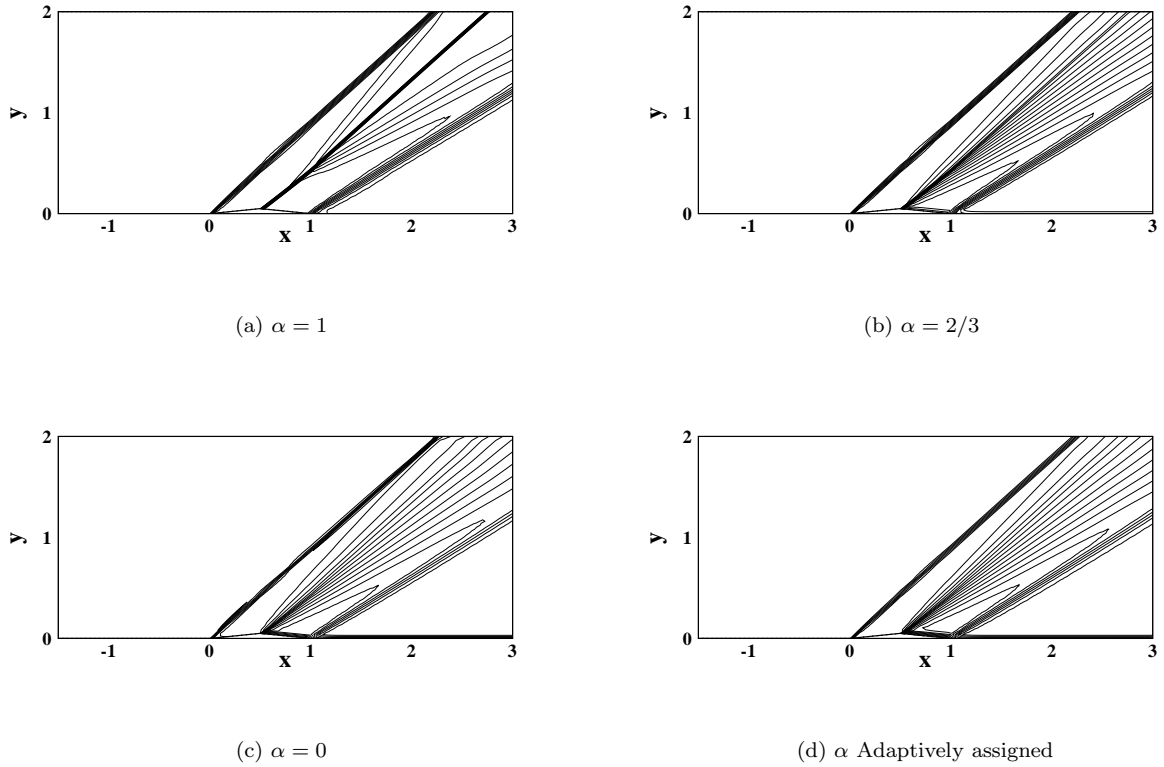 2
1
0
y
-1 0 1 2 3
x
(a) α = 1
2
1
0
y
-1 0 1 2 3
x
(b) α = 2/3
2
1
0
y
-1 0 1 2 3
x
(c) α = 0
2
1
0
y
-1 0 1 2 3
x
(d) α Adaptively assigned